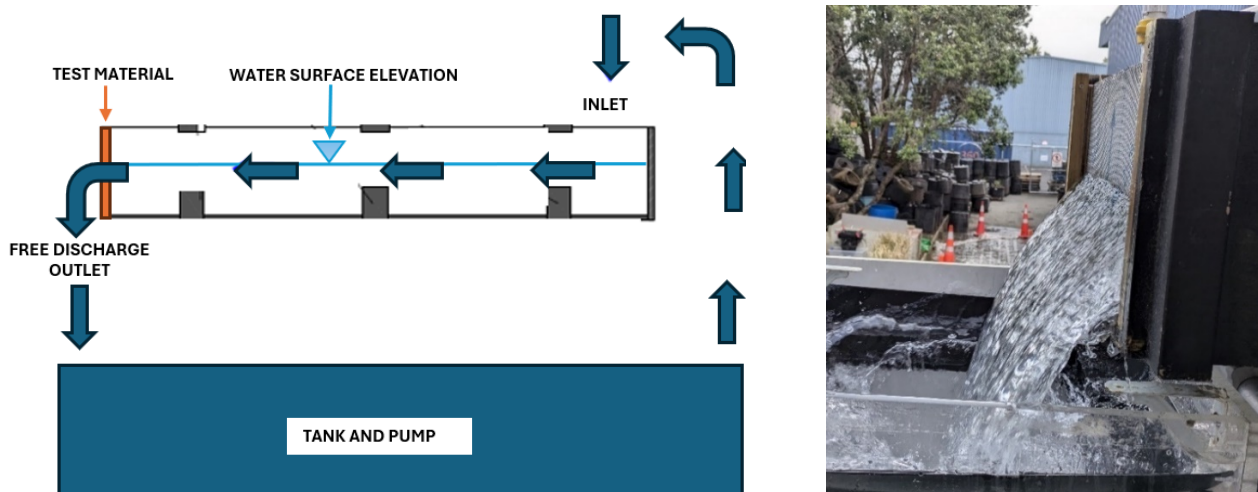 TEST MATERIAL
WATER SURFACE ELEVATION
INLET
FREE DISCHARGE
OUTLET
TANK AND PUMP